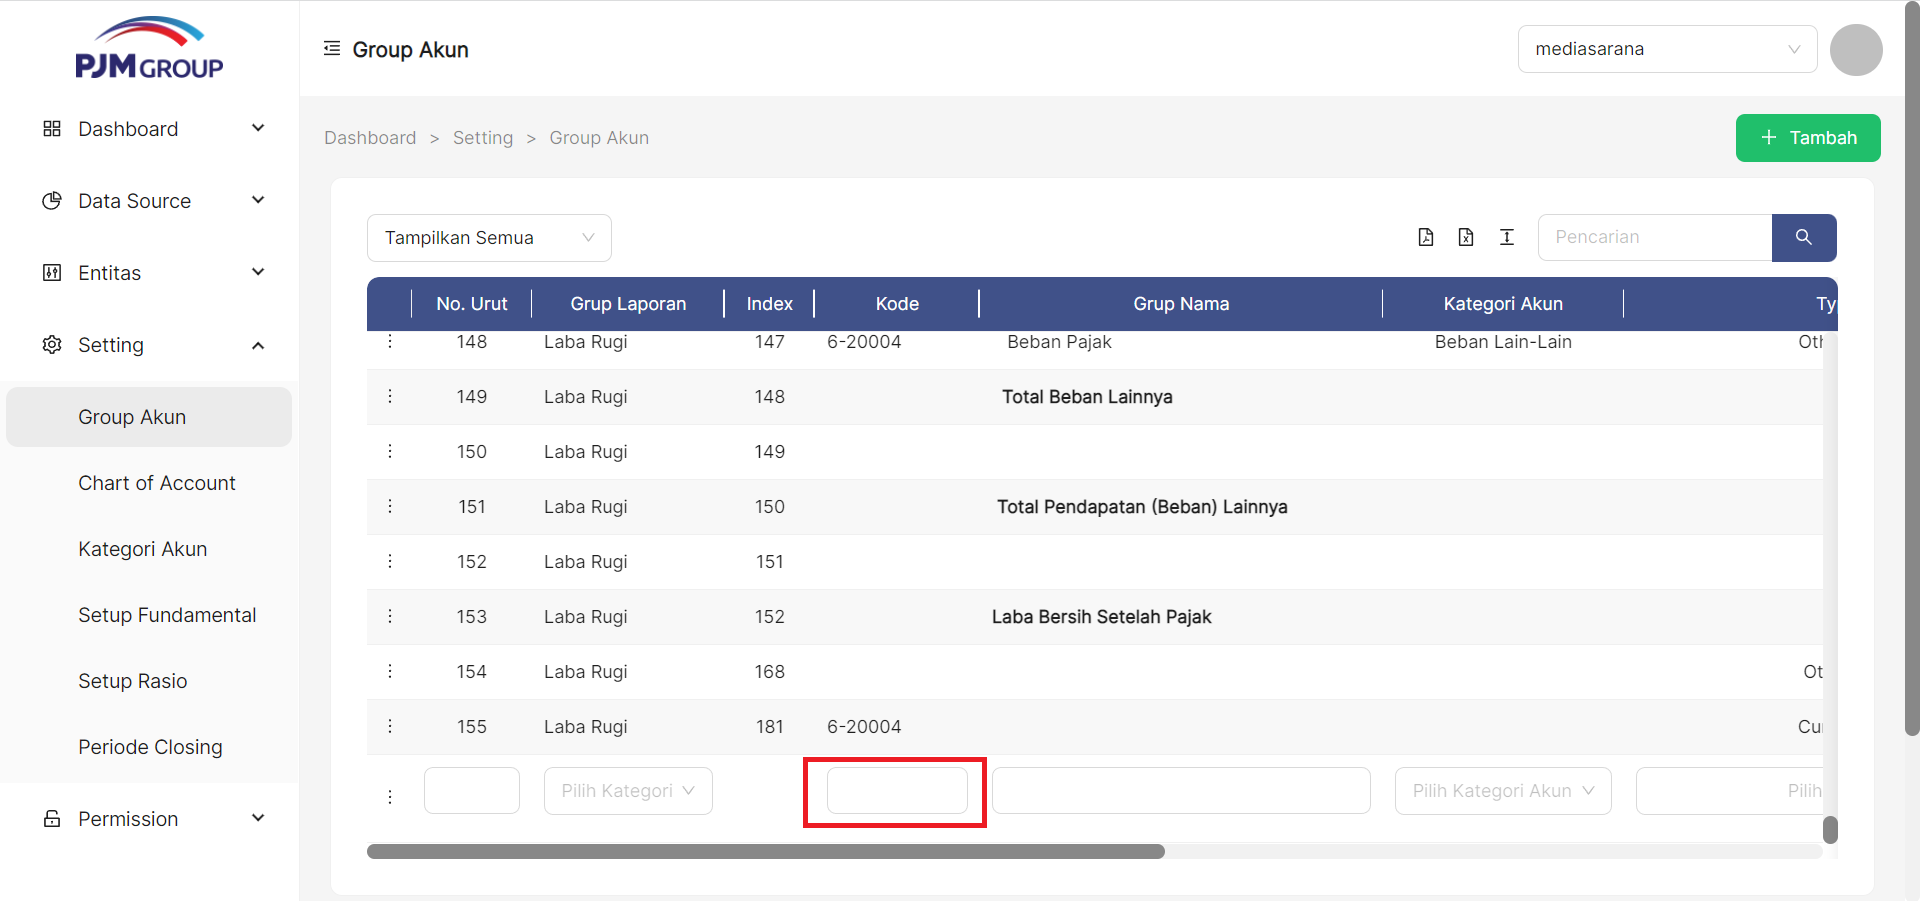 PJM GROUP
Group Akun
mediasarana
Dashboard
Data Source
Entitas
Setting
Group Akun
Chart of Account
Kategori Akun
Setup Fundamental
Setup Rasio
Periode Closing
Permission
Dashboard > Setting > Group Akun
+ Tambah
Tampilkan Semua
Pencarian
No. Urut Grup Laporan Index Kode Grup Nama Kategori Akun Ty
148 Laba Rugi 147 6-20004 Beban Pajak Beban Lain-Lain Oth
149 Laba Rugi 148 Total Beban Lainnya
150 Laba Rugi 149
151 Laba Rugi 150 Total Pendapatan (Beban) Lainnya
152 Laba Rugi 151
153 Laba Rugi 152 Laba Bersih Setelah Pajak
154 Laba Rugi 168 Ot
155 Laba Rugi 181 6-20004 Cu
Pilih Kategori Pilih Kategori Akun Pilih